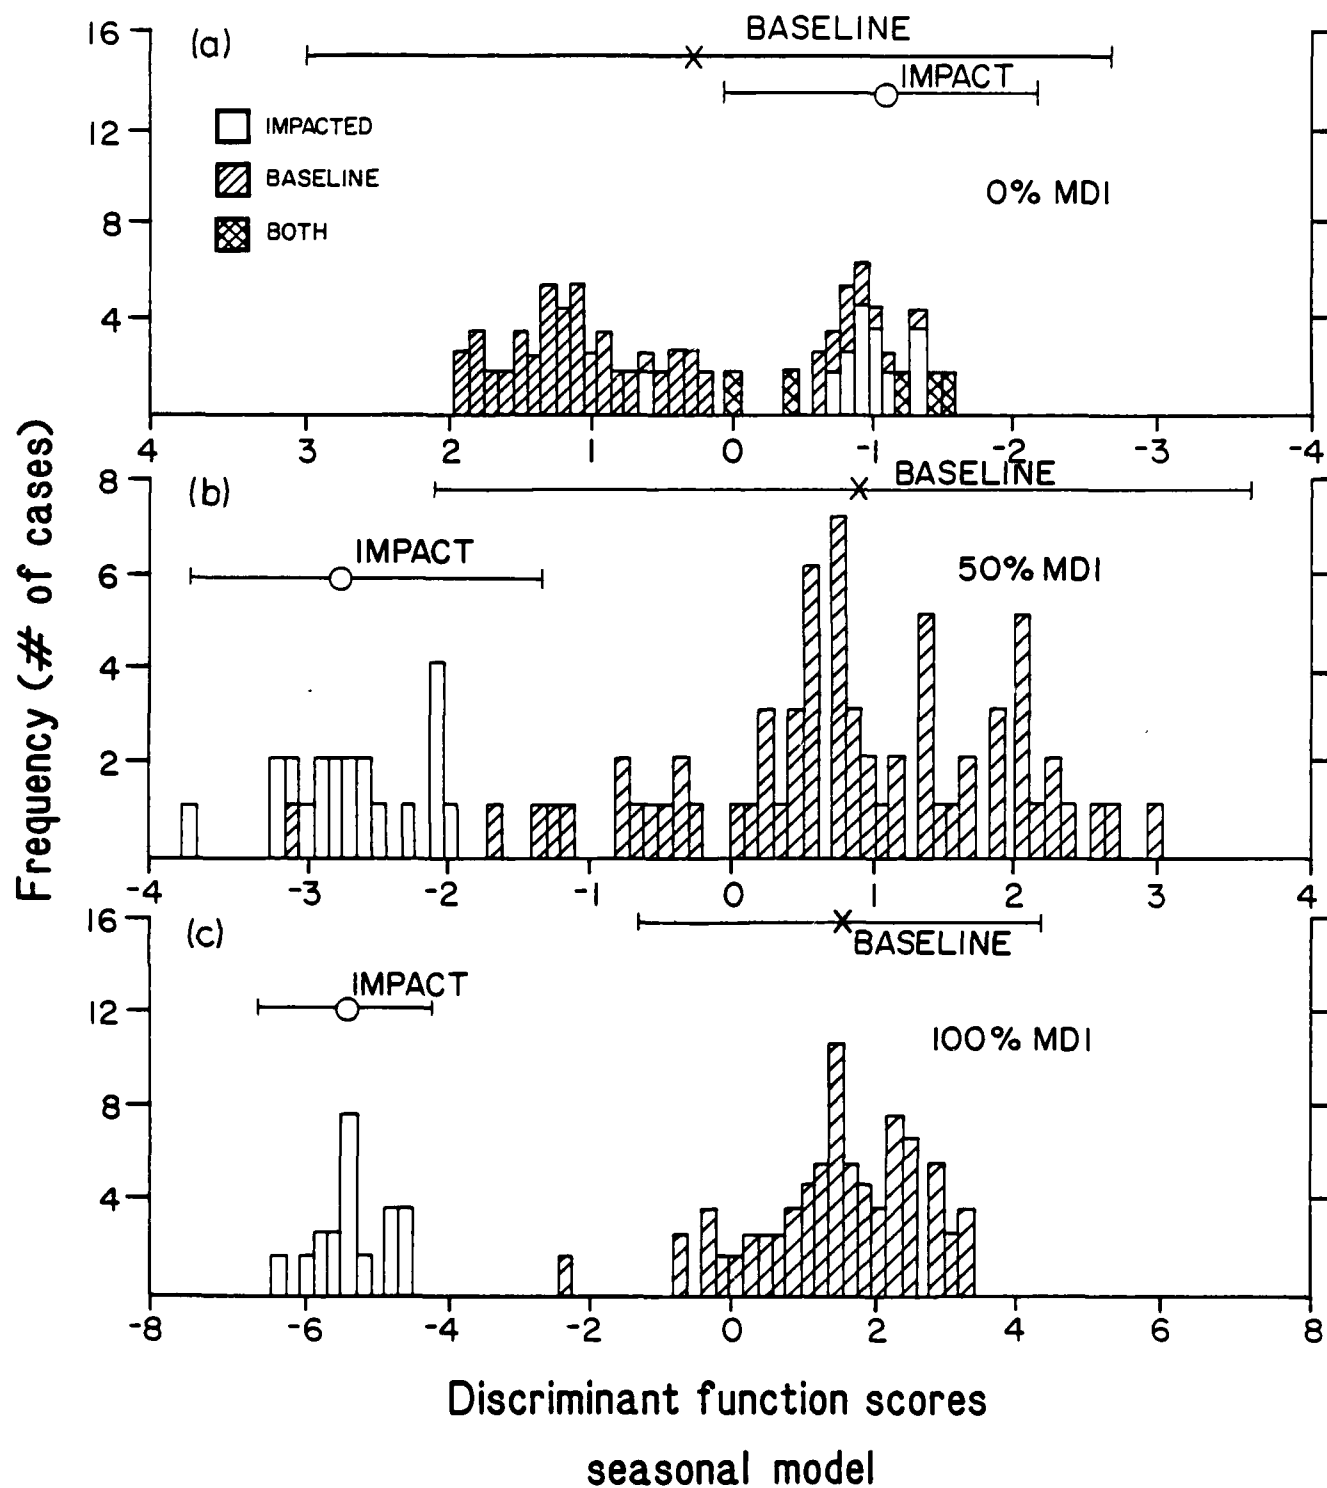 16
(a)
BASELINE
IMPACT
12
IMPACTED
BASELINE
0% MDI
8
BOTH
4
4 3 2 1 0 -1 -2 -3 -4
Frequency (# of cases)
8
(b)
BASELINE
IMPACT
6
50% MDI
4
2
-4 -3 -2 -1 0 1 2 3 4
16
(c)
BASELINE
IMPACT
12
100% MDI
8
4
-8 -6 -4 -2 0 2 4 6 8
Discriminant function scores
seasonal model